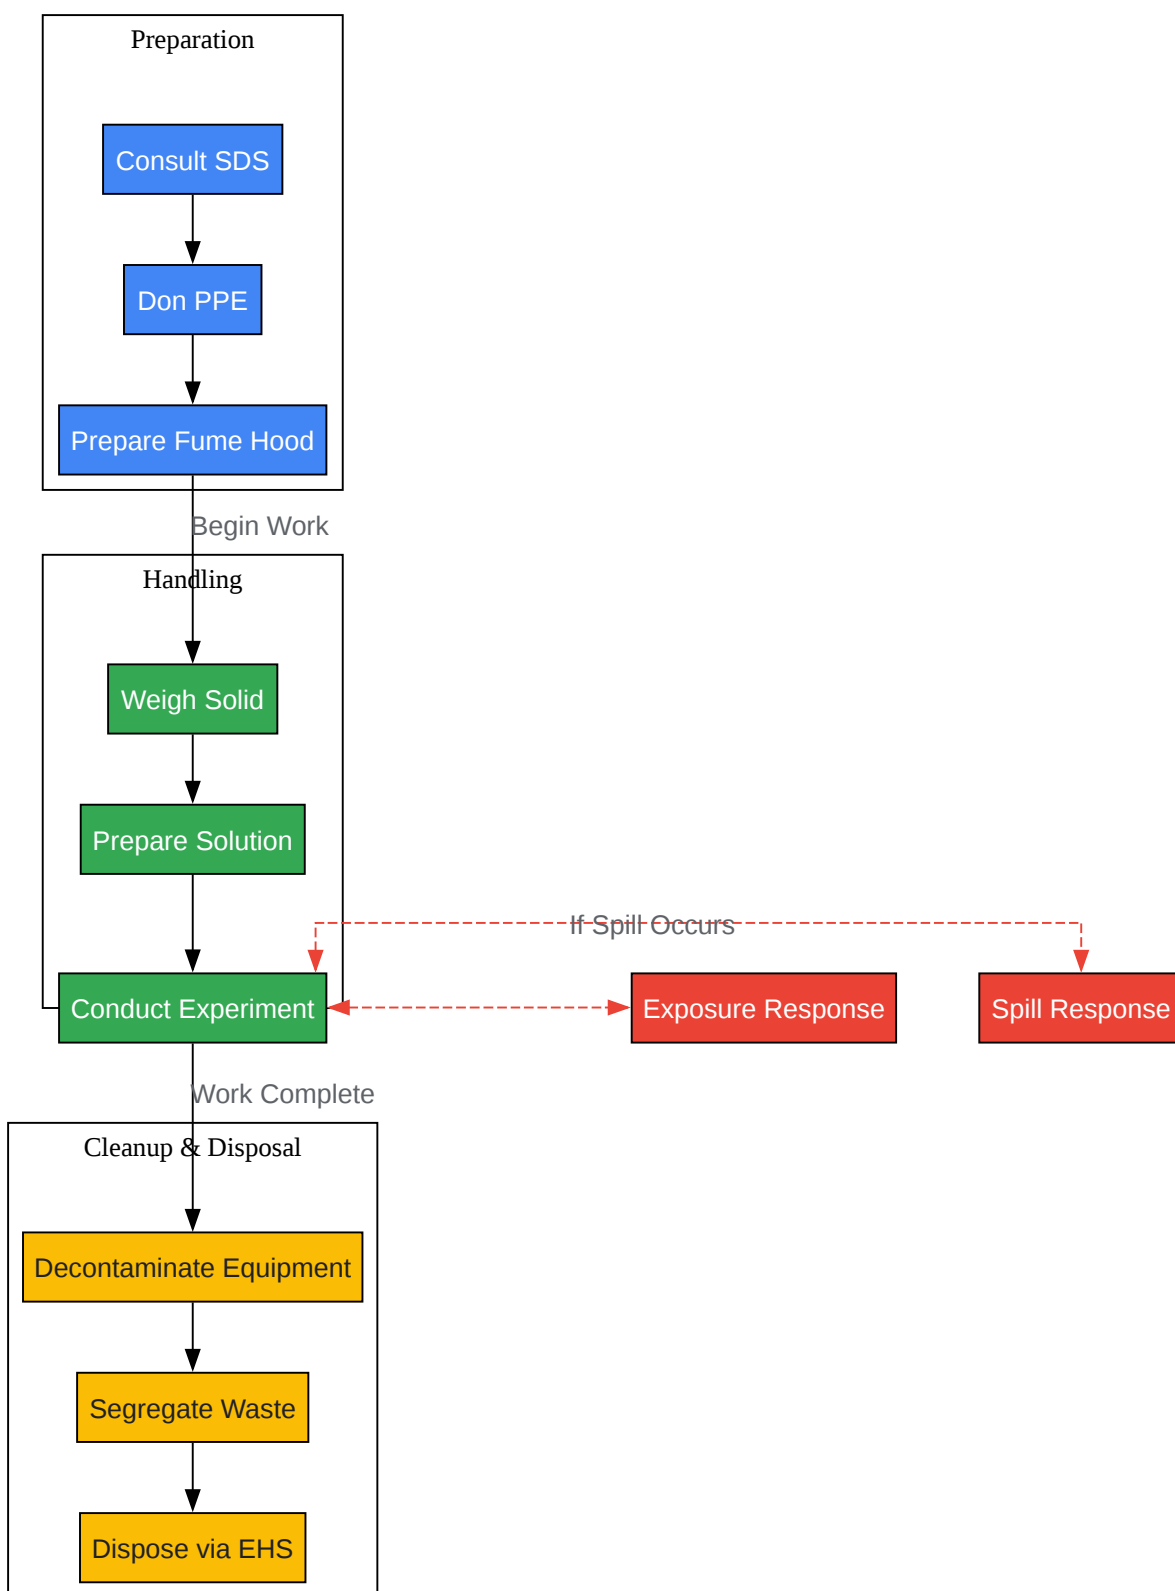 Preparation
Consult SDS
Don PPE
Prepare Fume Hood
Begin Work
Handling
Weigh Solid
Prepare Solution
If Spill Occurs
Conduct Experiment
Exposure Response
Spill Response
Work Complete
Cleanup & Disposal
Decontaminate Equipment
Segregate Waste
Dispose via EHS